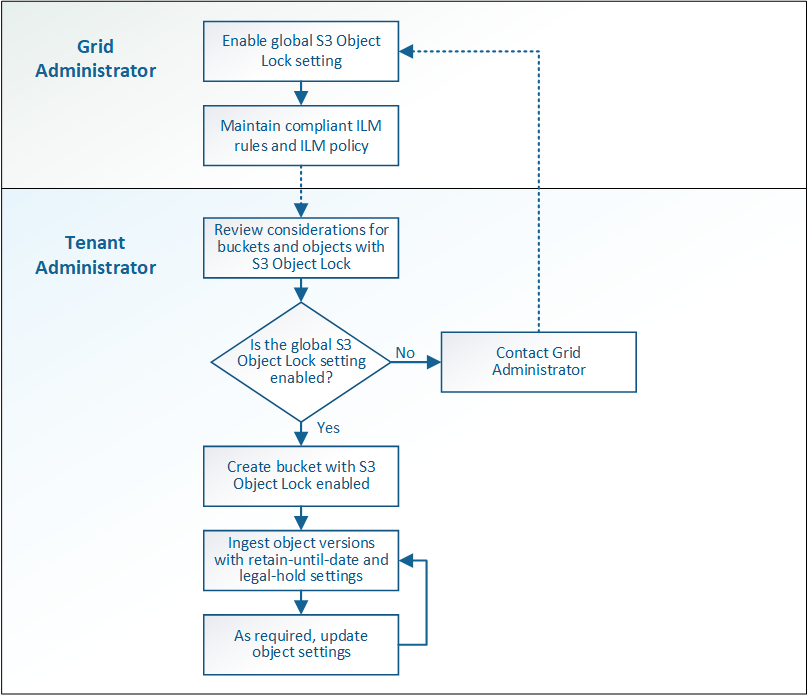 Grid
Administrator
Enable global S3 Object
Lock setting
Maintain compliant ILM
rules and ILM policy
Tenant
Administrator
Review considerations for
buckets and objects with
S3 Object Lock
Is the global S3
Object Lock setting
enabled?
No
Contact Grid
Administrator
Yes
Create bucket with S3
Object Lock enabled
Ingest object versions
with retain-until-date and
legal-hold settings
As required, update
object settings